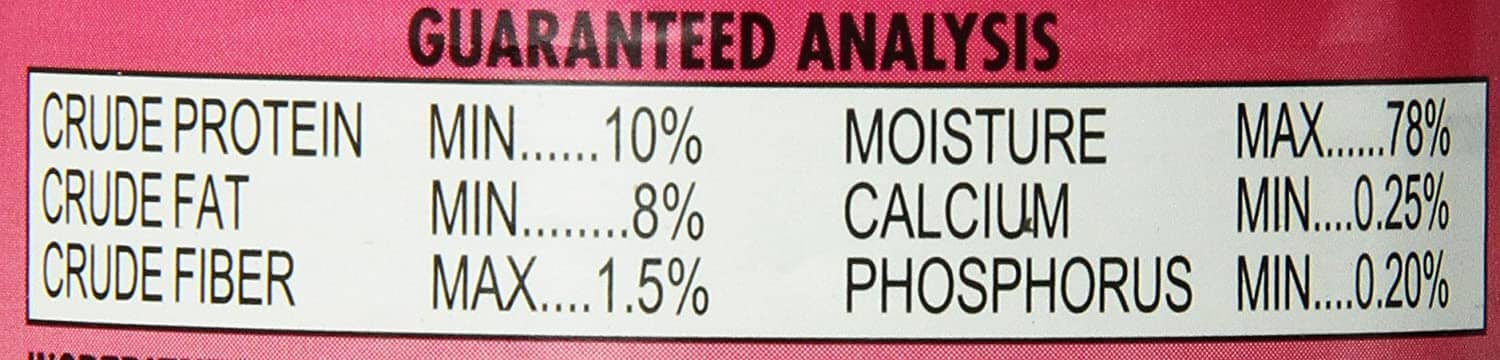 GUARANTEED ANALYSIS
CRUDE PROTEIN MIN......10% MOISTURE MAX......78%
CRUDE FAT MIN........8% CALCIUM MIN....0.25%
CRUDE FIBER MAX....1.5% PHOSPHORUS MIN....0.20%